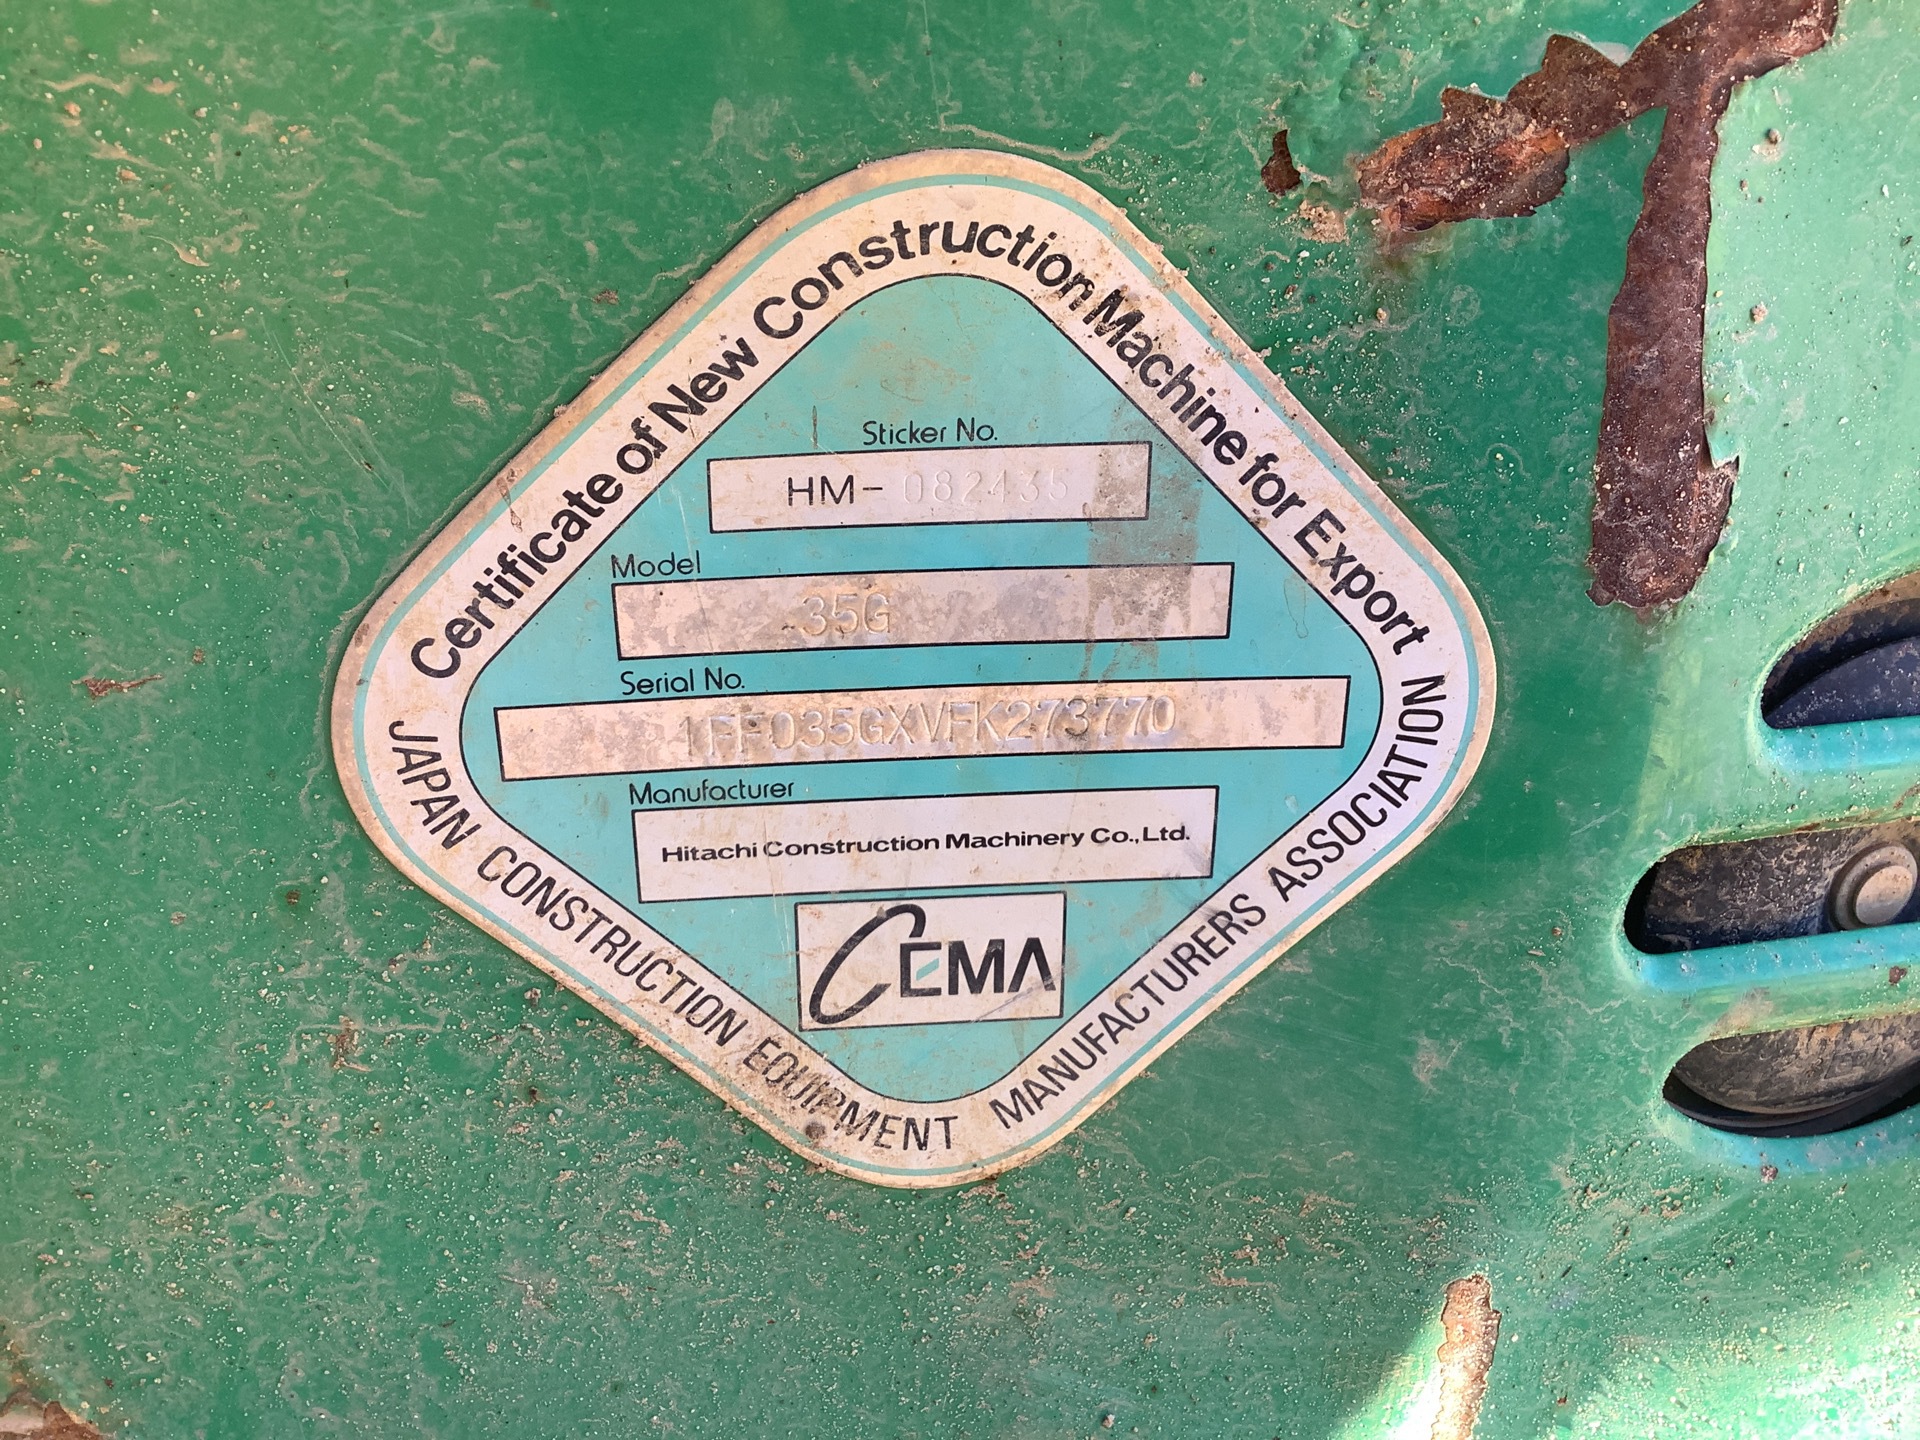 Certificate of New Construction Machine for Export
Sticker No.
HM-082435
Model
35G
Serial No.
1FF035GXVFK273770
Manufacturer
Hitachi Construction Machinery Co., Ltd.
CEMA
JAPAN CONSTRUCTION EQUIPMENT MANUFACTURERS ASSOCIATION